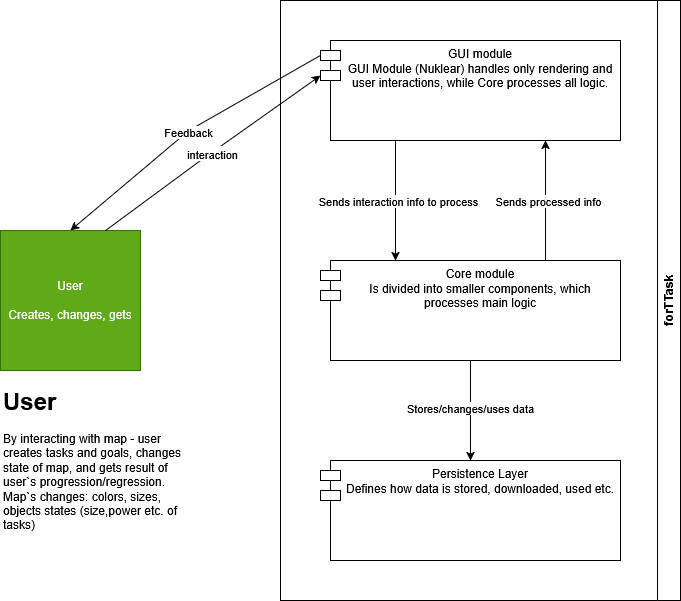 GUI module
GUI Module (Nuklear) handles only rendering and
user interactions, while Core processes all logic.
Feedback
interaction
Sends interaction info to process
Sends processed info
User
Creates, changes, gets
Core module
Is divided into smaller components, which
processes main logic
forTTask
User
By interacting with map - user
creates tasks and goals, changes
state of map, and gets result of
user`s progression/regression.
Map`s changes: colors, sizes,
objects states (size,power etc. of
tasks)
Stores/changes/uses data
Persistence Layer
Defines how data is stored, downloaded, used etc.